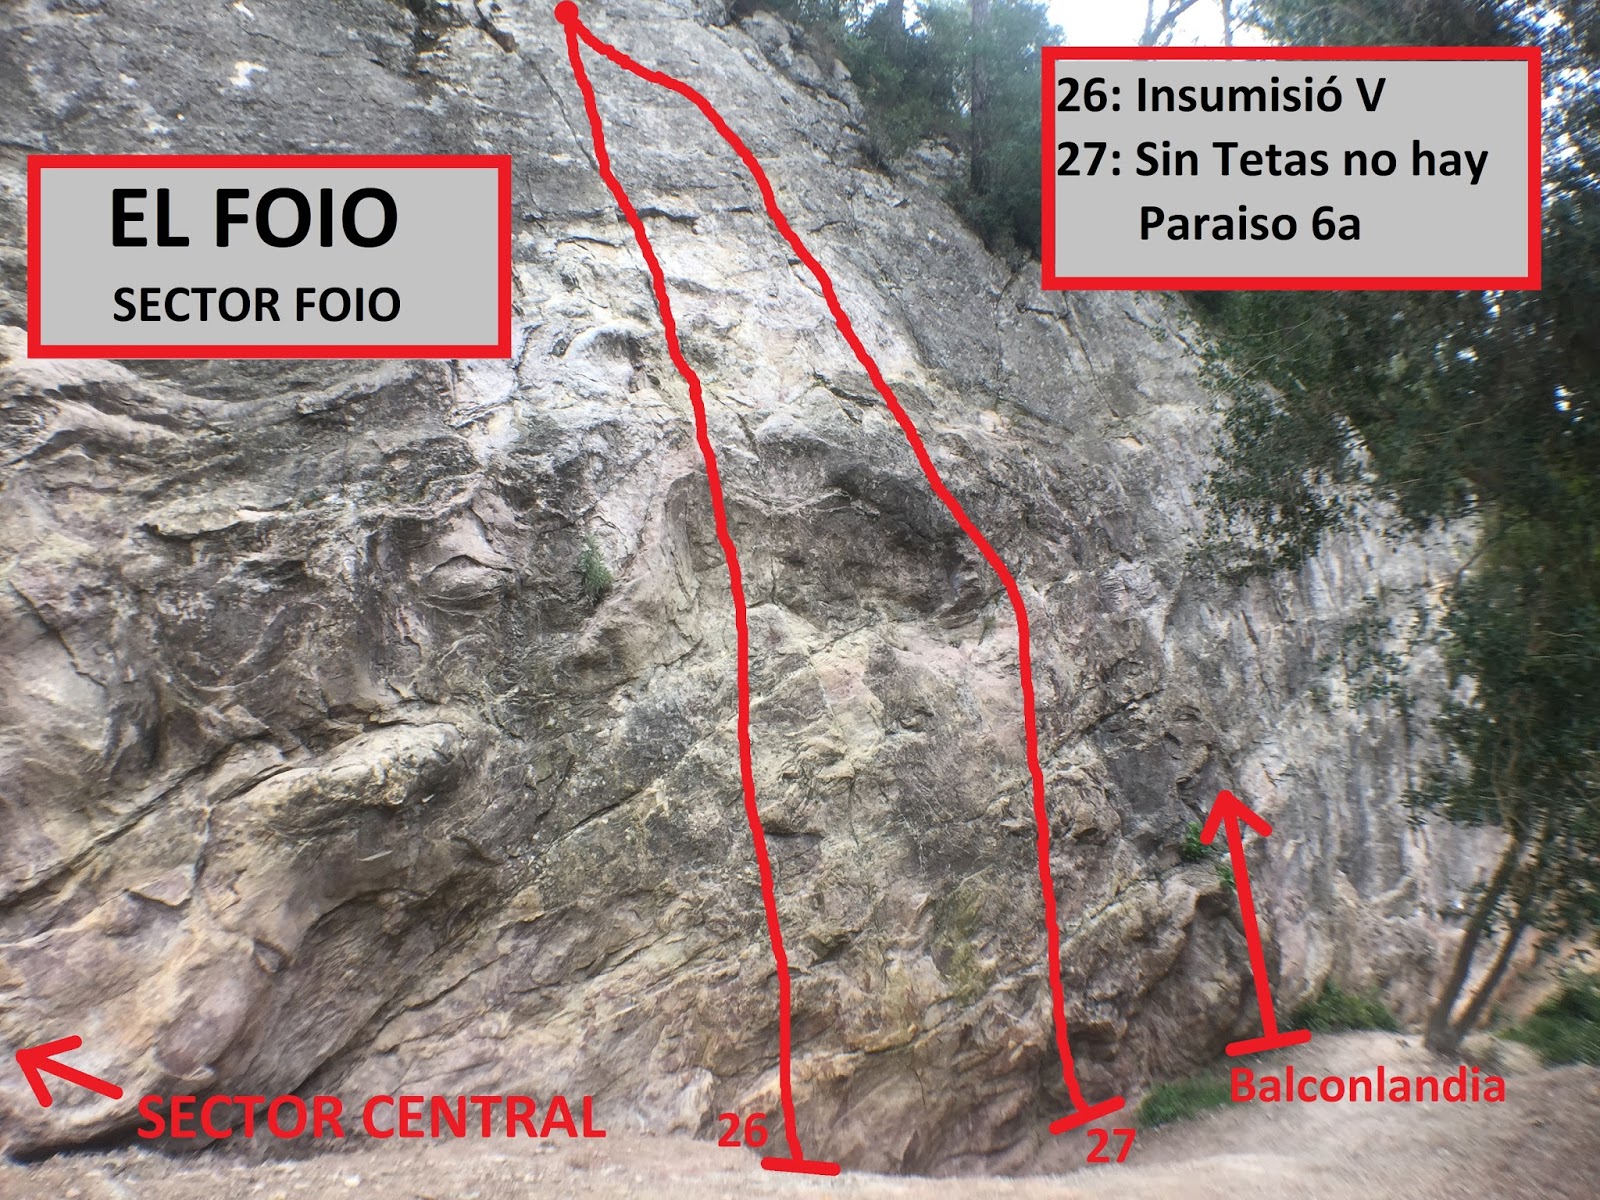 EL FOIO
SECTOR FOIO
26: Insumisió V
27: Sin Tetas no hay
Paraiso 6a
SECTOR CENTRAL
26
27
Balconlandia